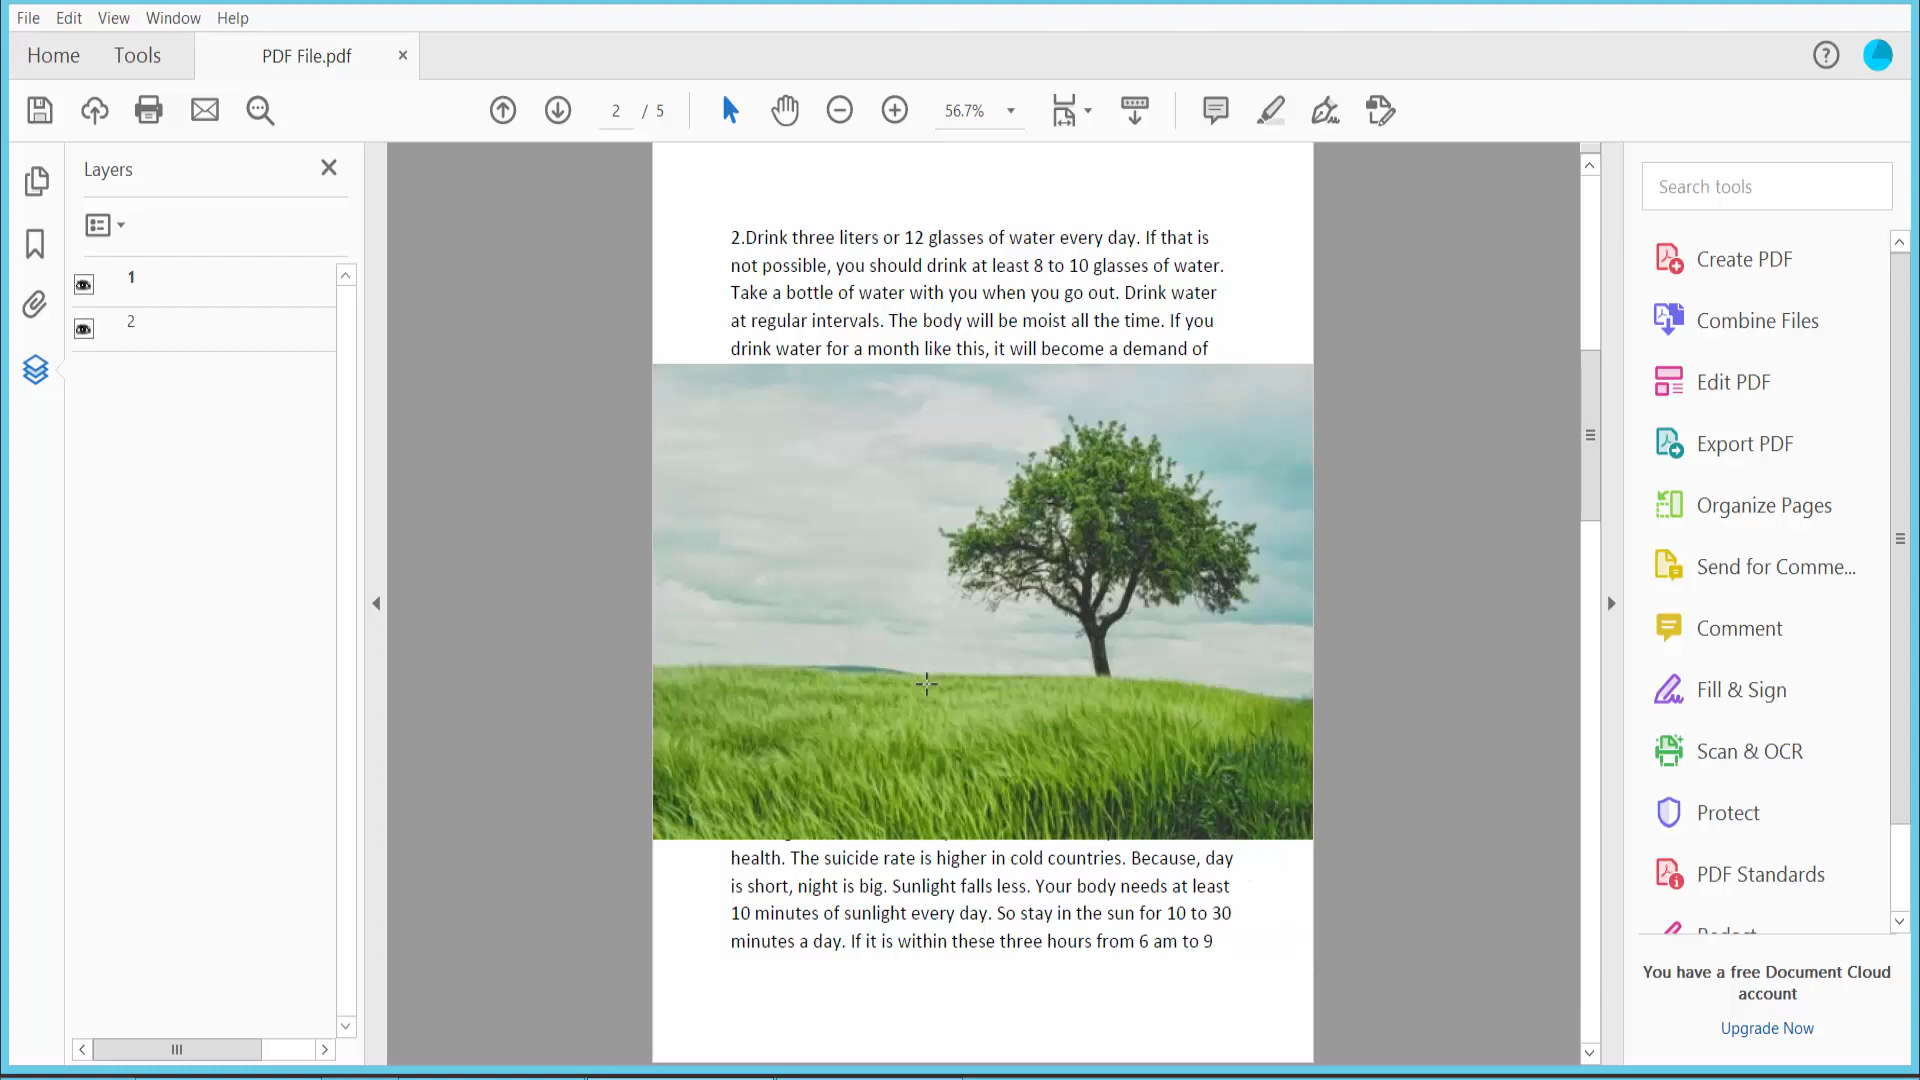 File Edit View Window Help
Home Tools PDF File.pdf
2 / 5 56.7%
Layers
1
2
2.Drink three liters or 12 glasses of water every day. If that is
not possible, you should drink at least 8 to 10 glasses of water.
Take a bottle of water with you when you go out. Drink water
at regular intervals. The body will be moist all the time. If you
drink water for a month like this, it will become a demand of
health. The suicide rate is higher in cold countries. Because, day
is short, night is big. Sunlight falls less. Your body needs at least
10 minutes of sunlight every day. So stay in the sun for 10 to 30
minutes a day. If it is within these three hours from 6 am to 9
Search tools
Create PDF
Combine Files
Edit PDF
Export PDF
Organize Pages
Send for Comme...
Comment
Fill & Sign
Scan & OCR
Protect
PDF Standards
You have a free Document Cloud
account
Upgrade Now